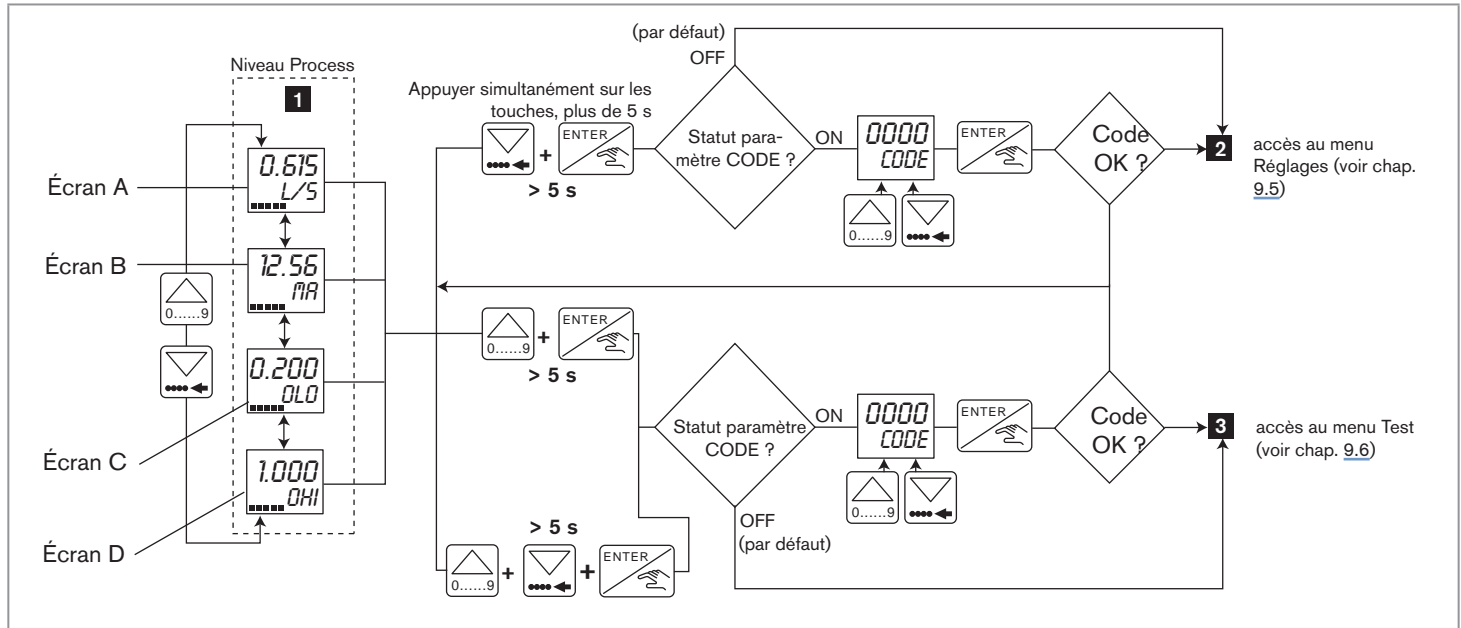 Niveau Process
1
Écran A
0.615
L/S
Écran B
12.56
MA
0......9
0.200
OLO
Écran C
1.000
OHI
Écran D
Appuyer simultanément sur les
touches, plus de 5 s
+
ENTER
> 5 s
(par défaut)
OFF
Statut para-
mètre CODE ?
ON
0000
CODE
0......9
ENTER
Code
OK ?
2
accès au menu
Réglages (voir chap.
9.5)
0......9
+
ENTER
> 5 s
Statut paramètre
CODE ?
ON
0000
CODE
0......9
ENTER
Code
OK ?
3
accès au menu Test
(voir chap. 9.6)
OFF
(par défaut)
> 5 s
0......9
+
+
ENTER